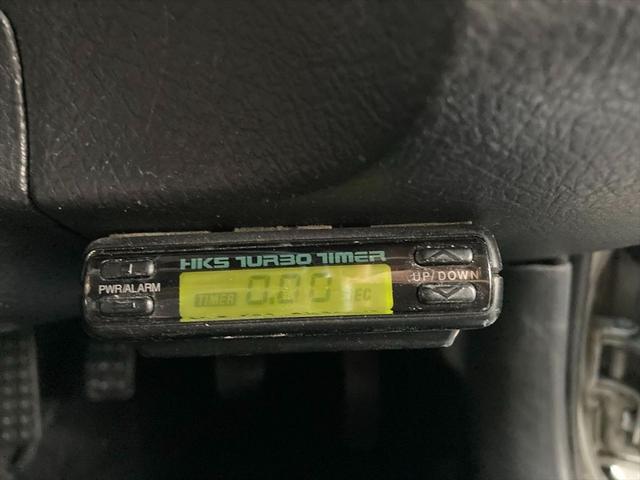 HKS TURBO TIMER
PWR/ALARM
TIMER 0.00 SEC
UP/DOWN